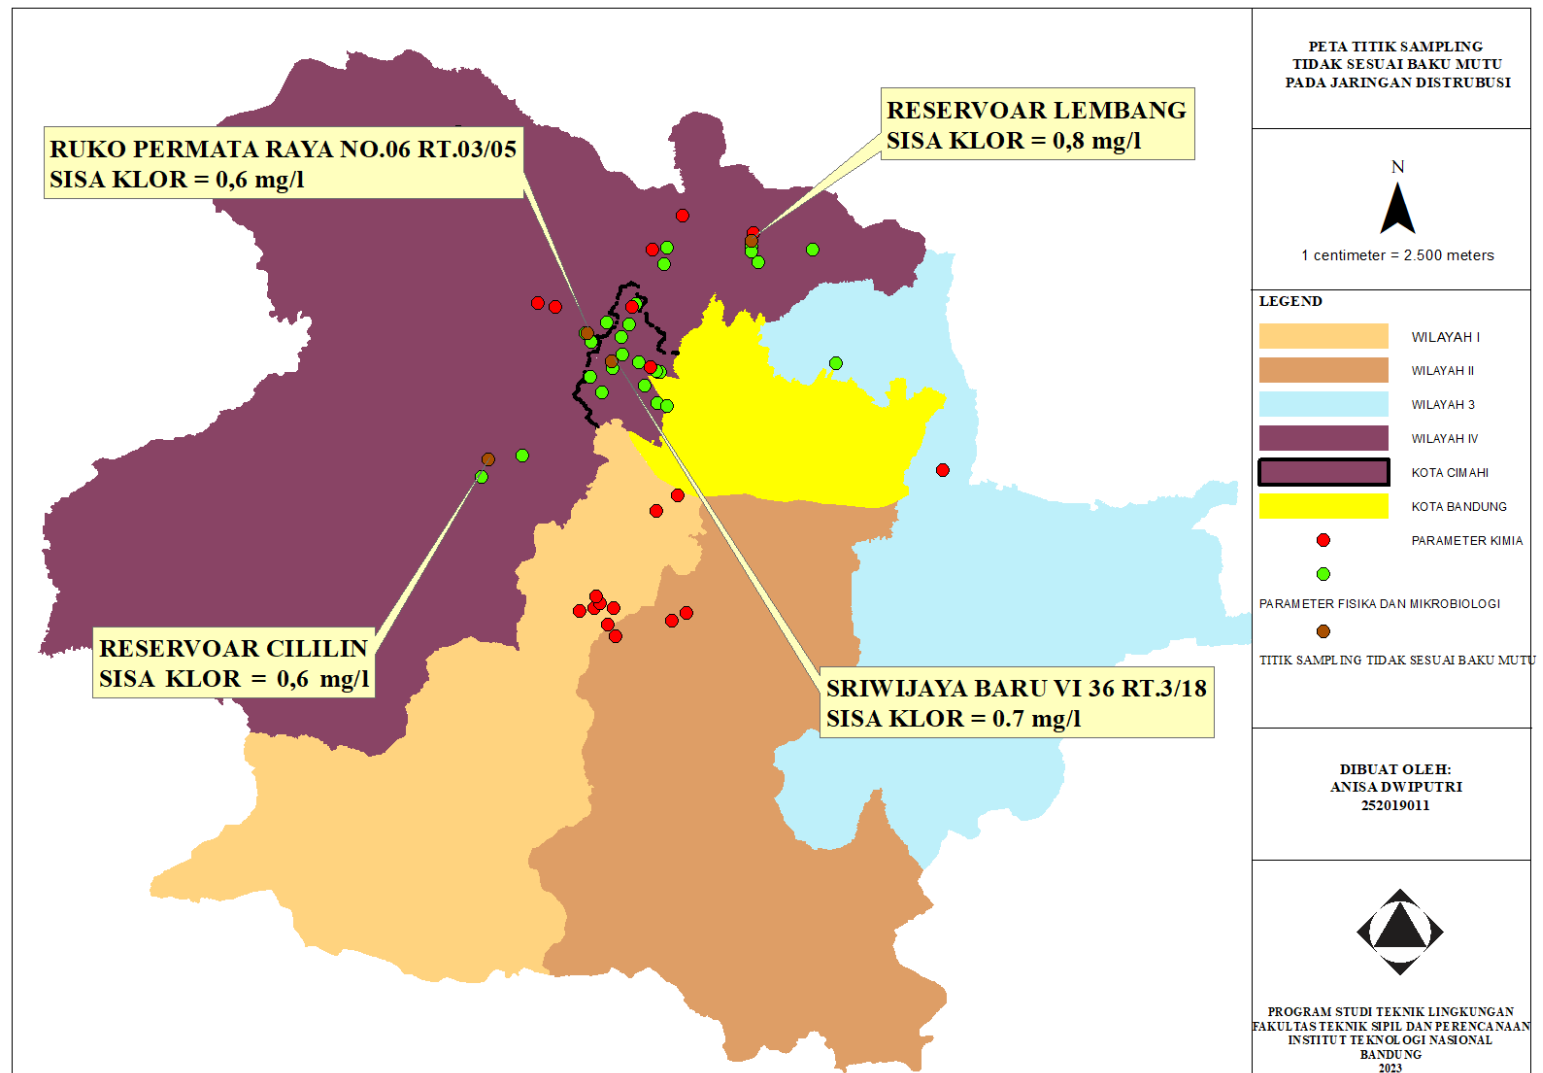 RUKO PERMATA RAYA NO.06 RT.03/05
SISA KLOR = 0,6 mg/l
RESERVOAR LEMBANG
SISA KLOR = 0,8 mg/l
RESERVOAR CILILIN
SISA KLOR = 0,6 mg/l
SRIWIJAYA BARU VI 36 RT.3/18
SISA KLOR = 0.7 mg/l
PETA TITIK SAMPLING
TIDAK SESUAI BAKU MUTU
PADA JARINGAN DISTRUBUSI
N
1 centimeter = 2.500 meters
LEGEND
WILAYAH I
WILAYAH II
WILAYAH 3
WILAYAH IV
KOTA CIMAHI
KOTA BANDUNG
PARAMETER KIMIA
PARAMETER FISIKA DAN MIKROBIOLOGI
TITIK SAMPLING TIDAK SESUAI BAKU MUTU
DIBUAT OLEH:
ANISA DWIPUTRI
252019011
PROGRAM STUDI TEKNIK LINGKUNGAN
FAKULTAS TEKNIK SIPIL DAN PERENCANAAN
INSTITUT TEKNOLOGI NASIONAL
BANDUNG
2023